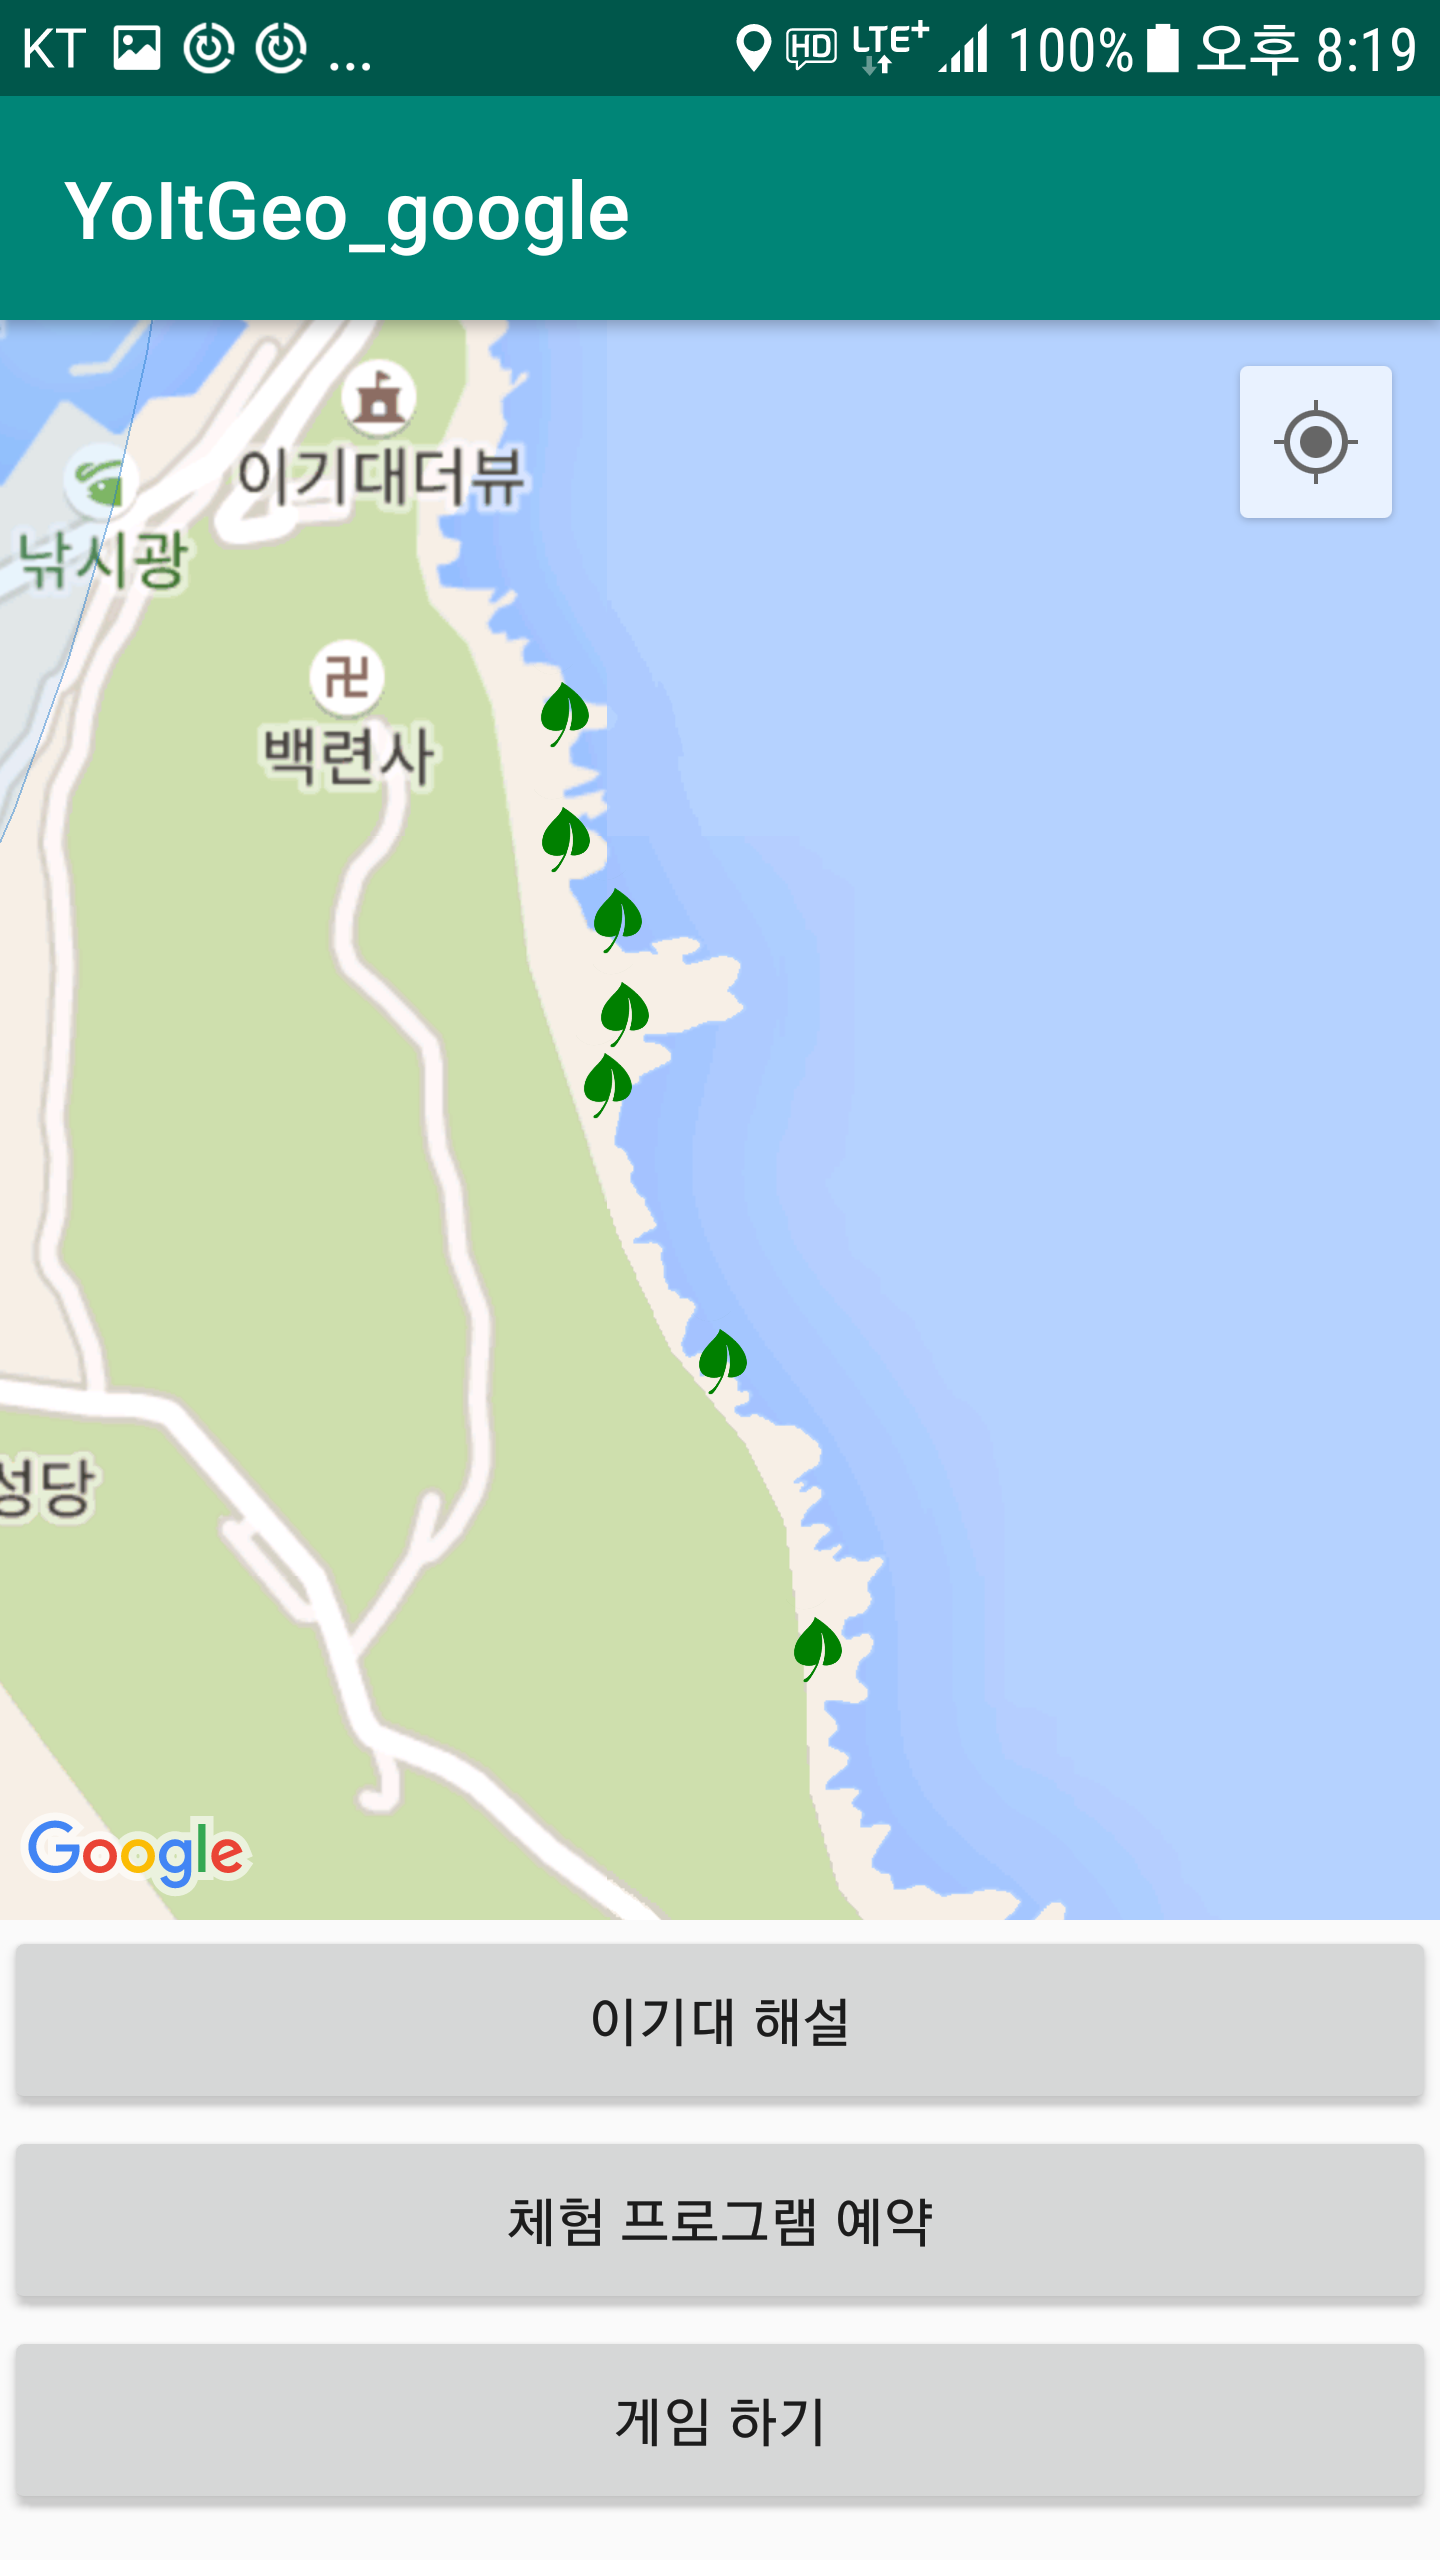 KT ... HD LTE+ 100% 오후 8:19
YoItGeo_google
이기대더뷰
낚시광
백련사
성당
Google
이기대 해설
체험 프로그램 예약
게임 하기